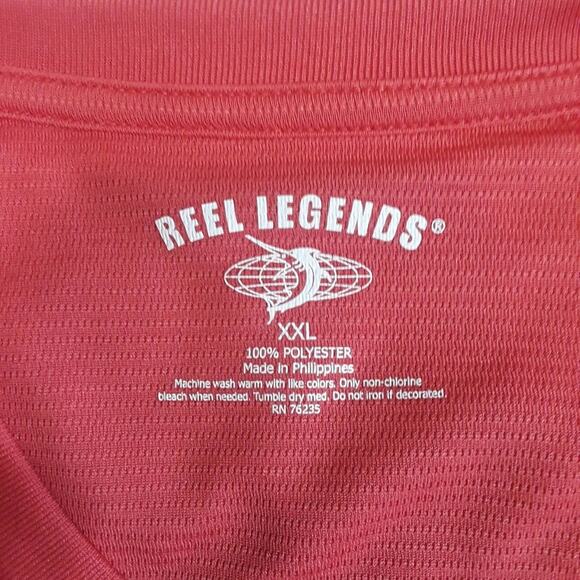 REEL LEGENDS®
XXL
100% POLYESTER
Made in Philippines
Machine wash warm with like colors. Only non-chlorine
bleach when needed. Tumble dry med. Do not iron if decorated.
RN 76235